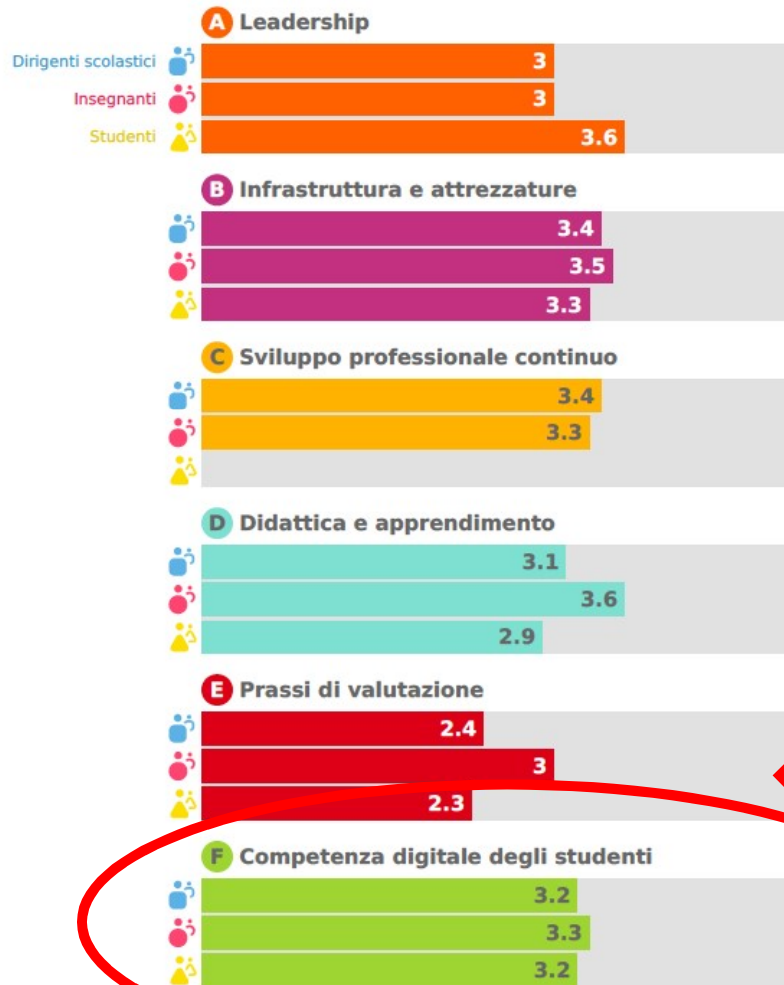 A Leadership
Dirigenti scolastici 3
Insegnanti 3
Studenti 3.6
B Infrastruttura e attrezzature
3.4
3.5
3.3
C Sviluppo professionale continuo
3.4
3.3
D Didattica e apprendimento
3.1
3.6
2.9
E Prassi di valutazione
2.4
3
2.3
F Competenza digitale degli studenti
3.2
3.3
3.2